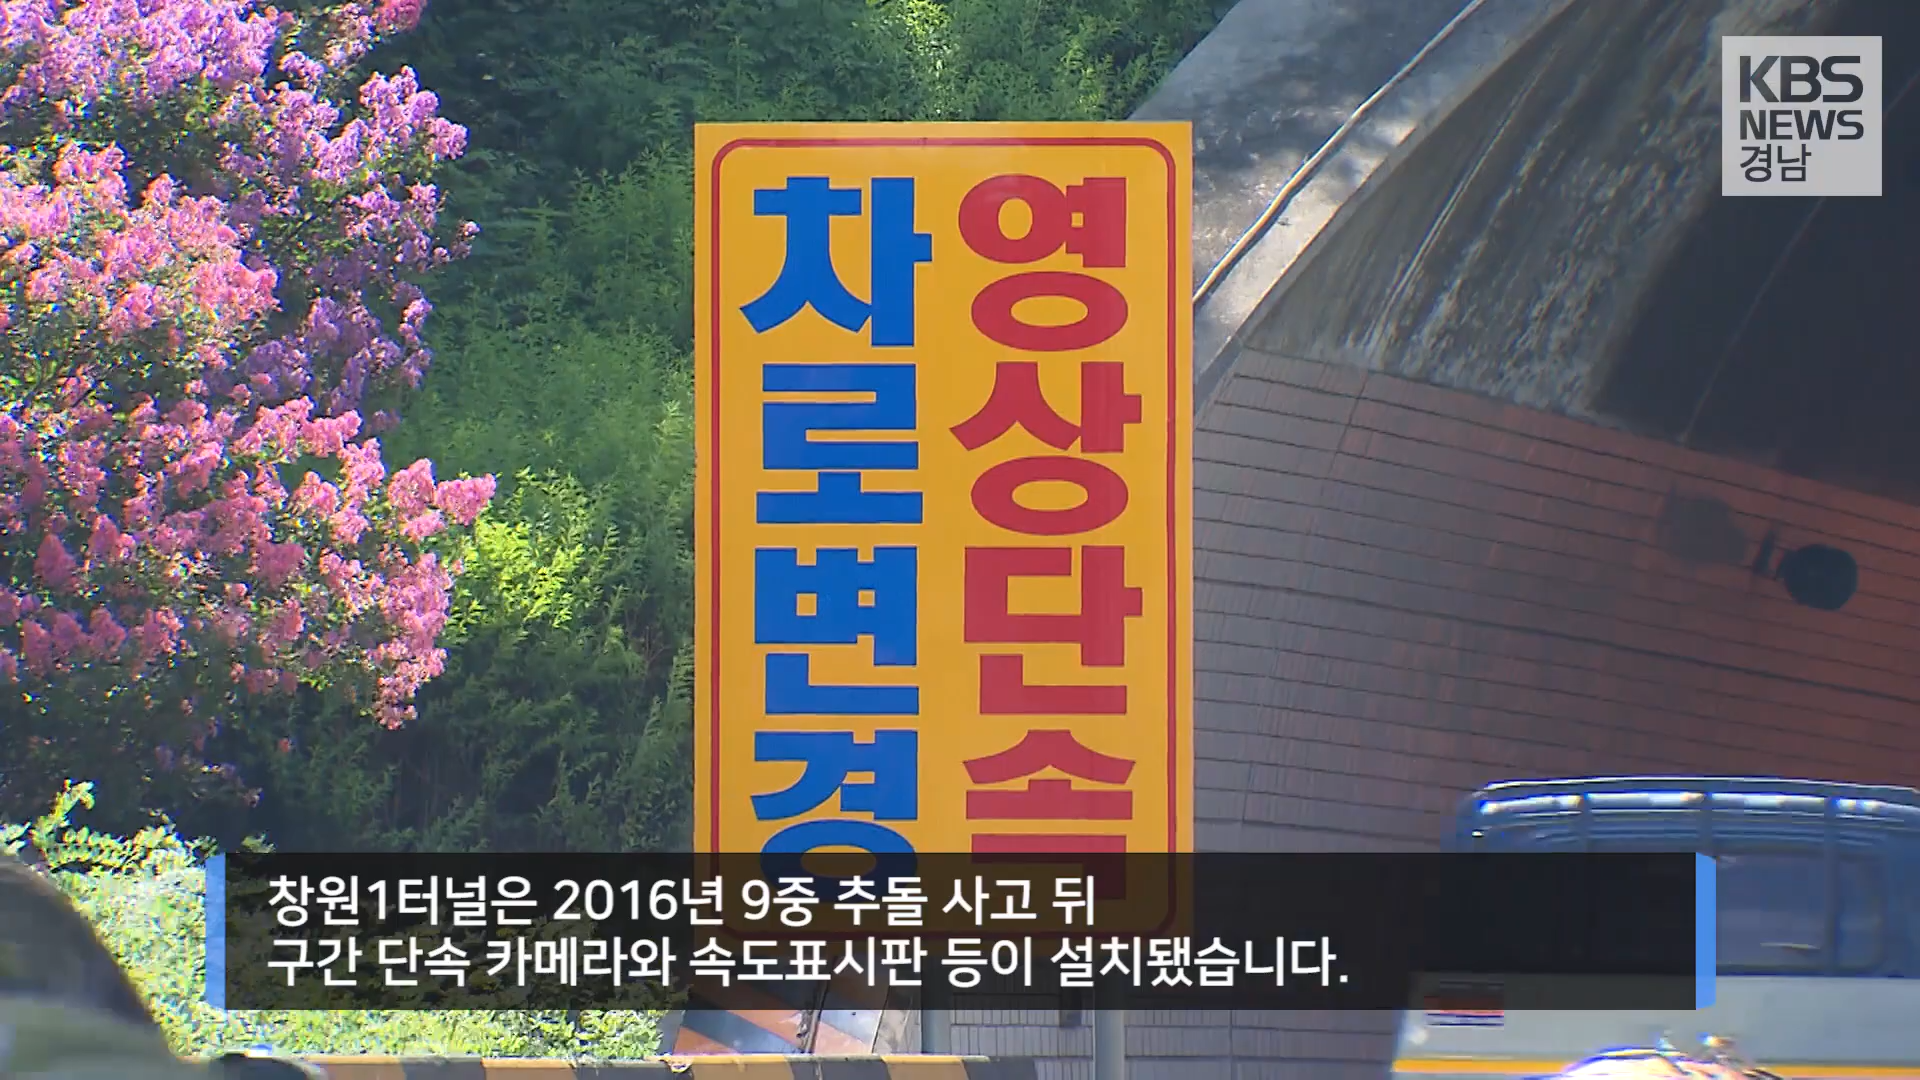 KBS
NEWS
경남
차로변경
영상단속
창원1터널은 2016년 9중 추돌 사고 뒤
구간 단속 카메라와 속도표시판 등이 설치됐습니다.